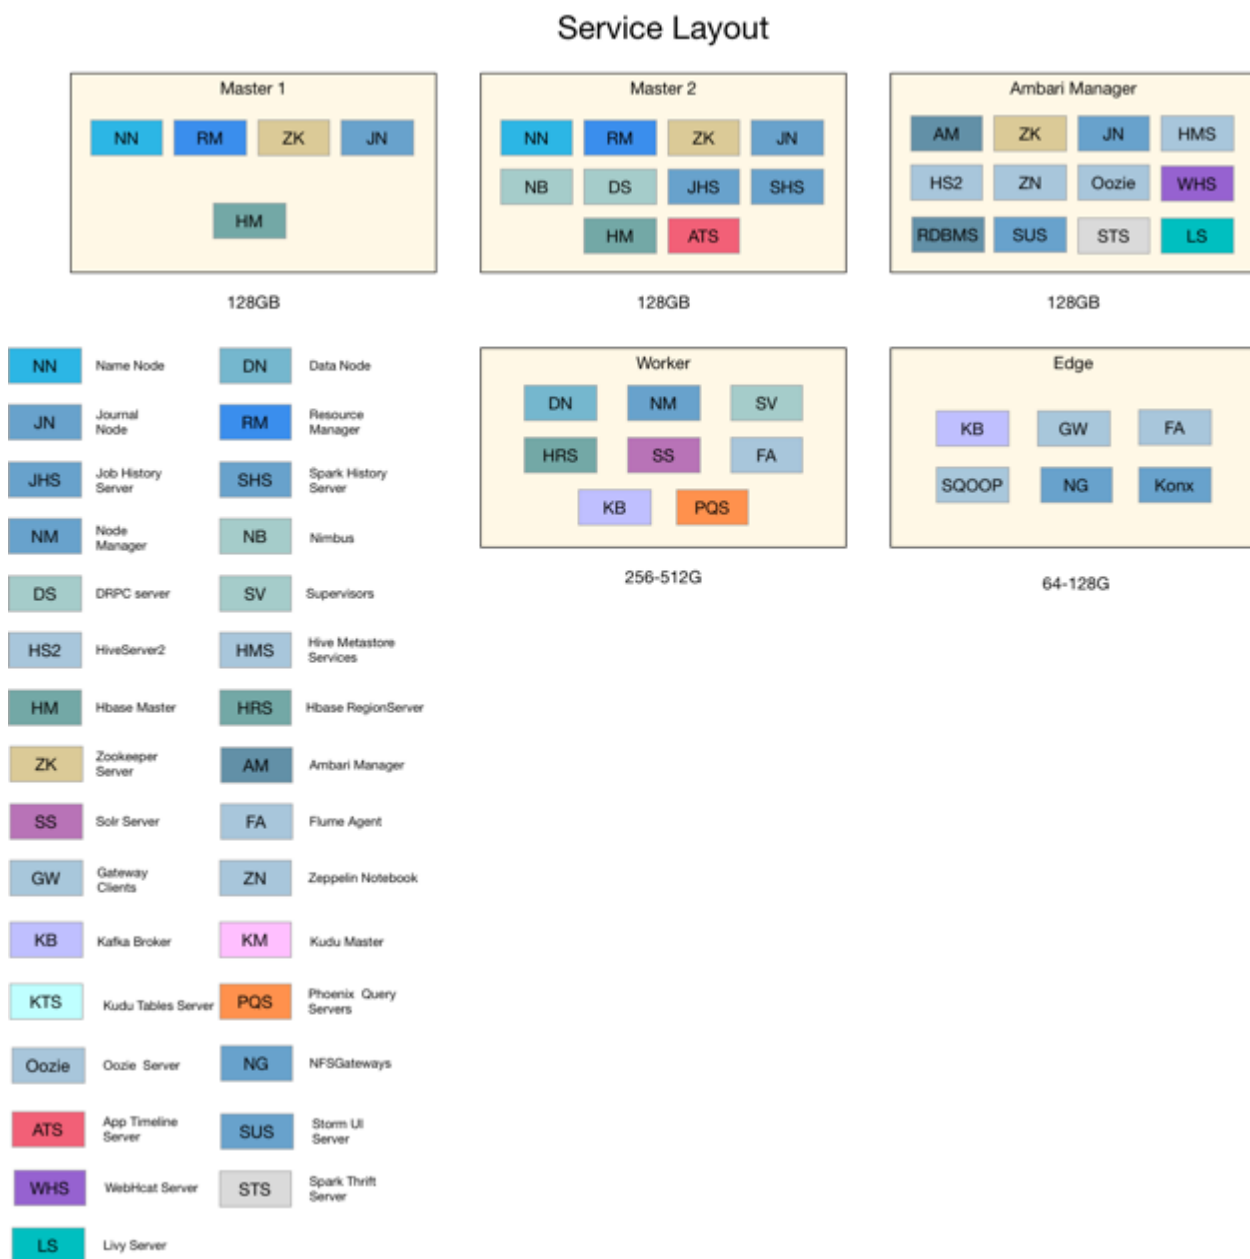 Service Layout
Master 1
NN RM ZK JN
HM
128GB
Master 2
NN RM ZK JN
NB DS JHS SHS
HM ATS
128GB
Ambari Manager
AM ZK JN HMS
HS2 ZN Oozie WHS
RDBMS SUS STS LS
128GB
Worker
DN NM SV
HRS SS FA
KB PQS
256-512G
Edge
KB GW FA
SQOOP NG Konx
64-128G
NN Name Node
DN Data Node
JN Journal
Node
RM Resource
Manager
JHS Job History
Server
SHS Spark History
Server
NM Node
Manager
NB Nimbus
DS DRPC server
SV Supervisors
HS2 HiveServer2
HMS Hive Metastore
Services
HM Hbase Master
HRS Hbase RegionServer
ZK Zookeeper
Server
AM Ambari Manager
SS Solr Server
FA Flume Agent
GW Gateway
Clients
ZN Zeppelin Notebook
KB Kafka Broker
KM Kudu Master
KTS Kudu Tables Server
PQS Phoenix Query
Servers
Oozie Oozie Server
NG NFSGateways
ATS App Timeline
Server
SUS Storm UI
Server
WHS WebHcat Server
STS Spark Thrift
Server
LS Livy Server